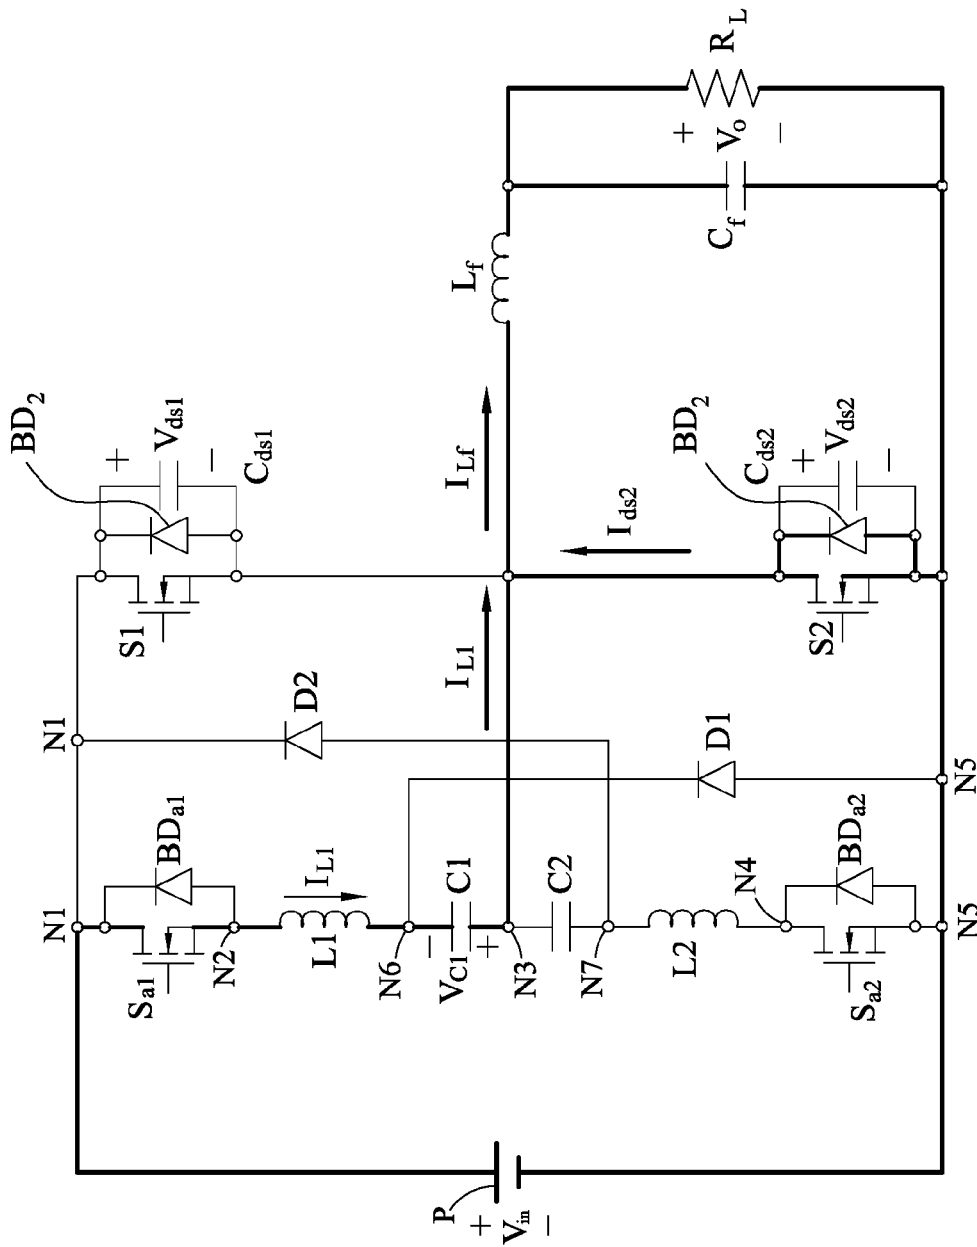 BD2
N1
N1
+
Sa1
BDa1
S1
Vds1
−
N2
D2
Cds1
L1
IL1
N6
−
VC1
C1
+
IL1
ILf
Lf
P
+
Vin
−
N3
C2
N7
Ids2
L2
BD2
D1
N4
Cds2
+
Vds2
−
Sa2
BDa2
S2
Cf
+
Vo
−
RL
N5
N5